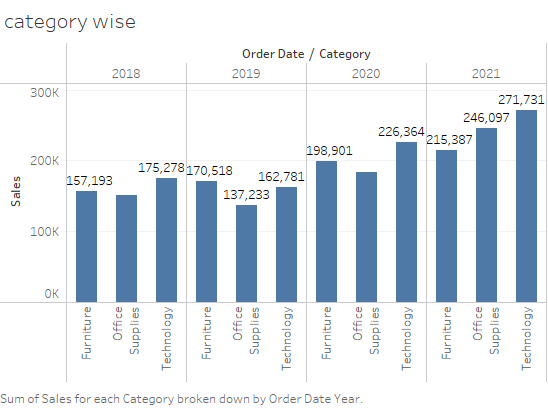 category wise
Order Date / Category
2018 2019 2020 2021
300K
200K
100K
0K
Sales
157,193 175,278 170,518 137,233 162,781 198,901 226,364 215,387 246,097 271,731
Furniture
Office
Supplies
Technology
Furniture
Office
Supplies
Technology
Furniture
Office
Supplies
Technology
Furniture
Office
Supplies
Technology
Sum of Sales for each Category broken down by Order Date Year.